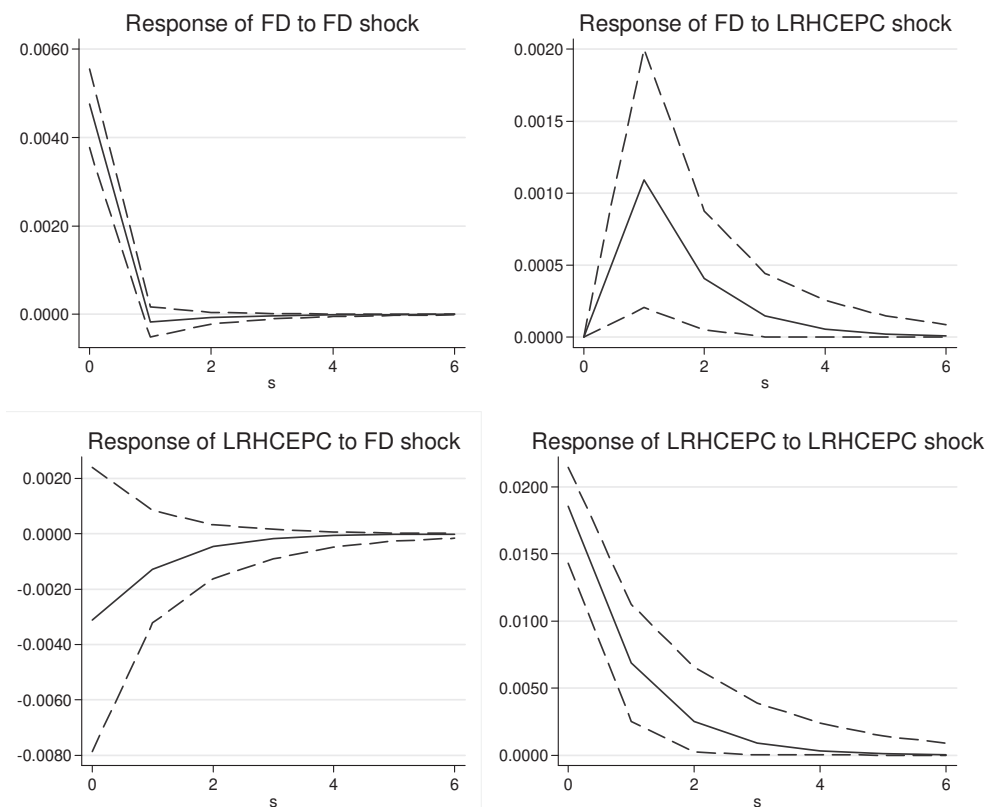 Response of FD to FD shock
0.0060
0.0040
0.0020
0.0000
0 2 4 6
s
Response of FD to LRHCEPC shock
0.0020
0.0015
0.0010
0.0005
0.0000
0 2 4 6
s
Response of LRHCEPC to FD shock
0.0020
0.0000
-0.0020
-0.0040
-0.0060
-0.0080
0 2 4 6
s
Response of LRHCEPC to LRHCEPC shock
0.0200
0.0150
0.0100
0.0050
0.0000
0 2 4 6
s